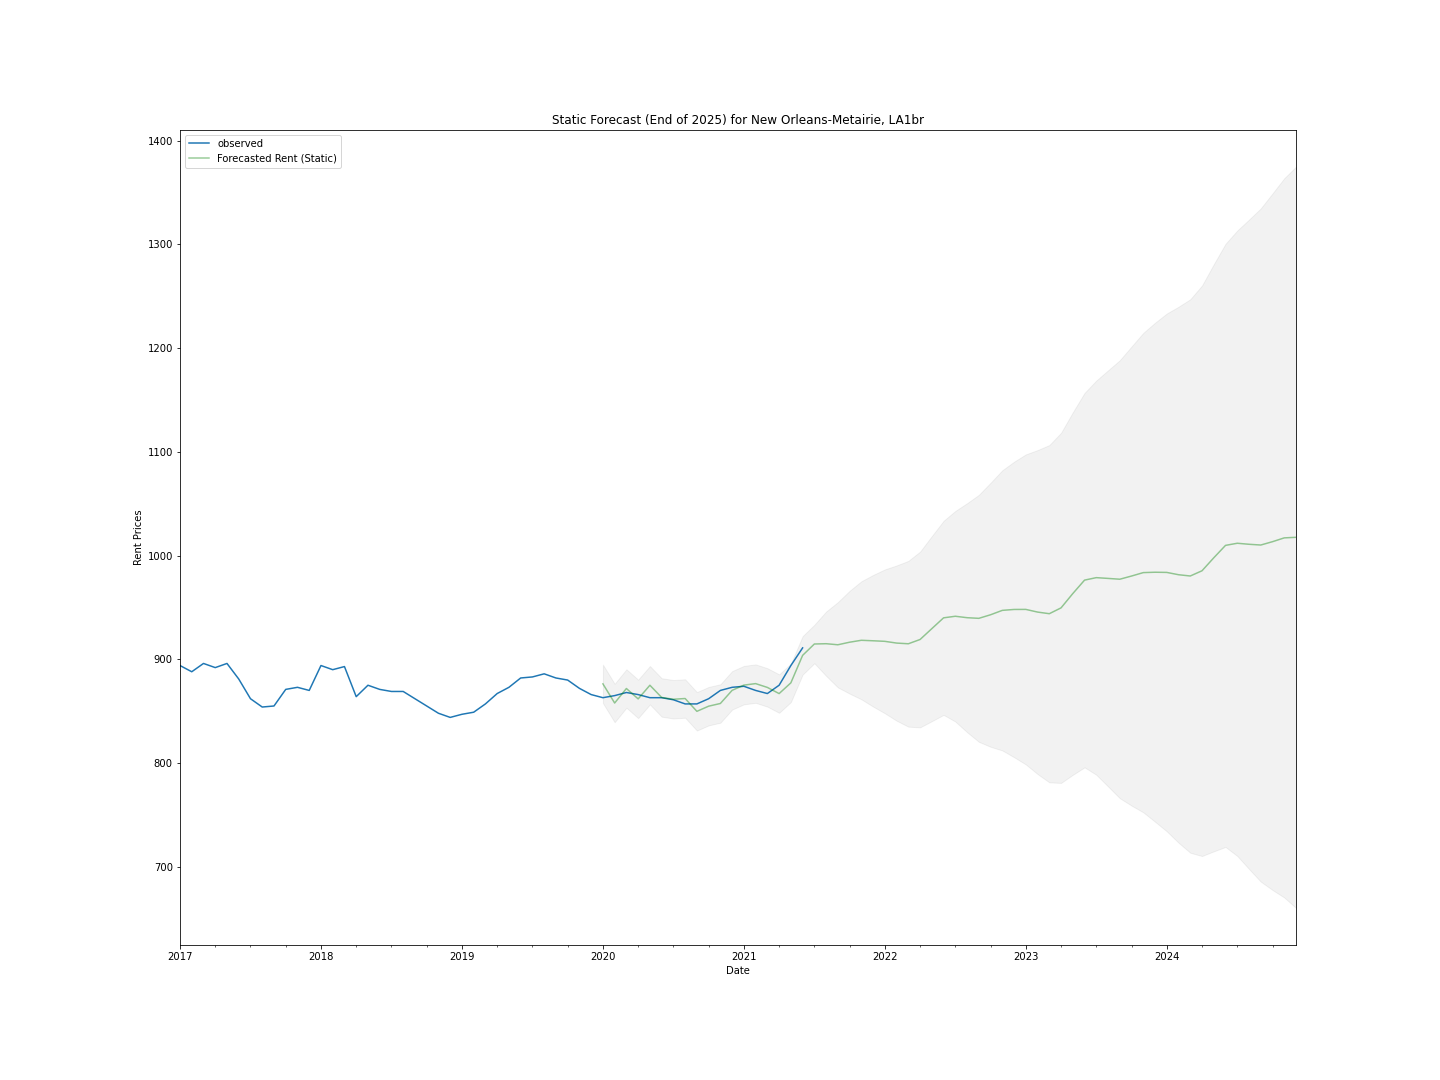 Static Forecast (End of 2025) for New Orleans-Metairie, LA1br
observed
Forecasted Rent (Static)
1400
1300
1200
1100
1000
900
800
700
Rent Prices
2017 2018 2019 2020 2021 2022 2023 2024
Date